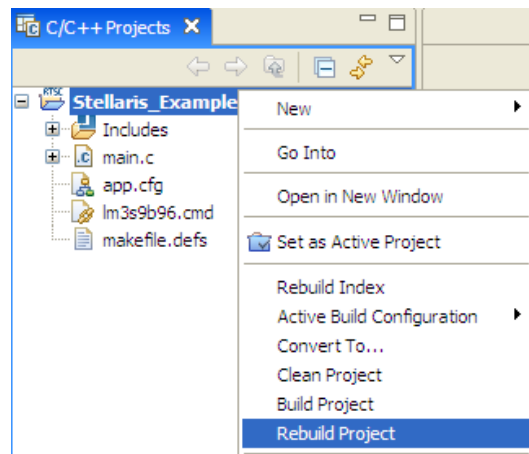 C/C++ Projects
RTSC
Stellaris_Example
Includes
.c main.c
app.cfg
lm3s9b96.cmd
makefile.defs
New
Go Into
Open in New Window
Set as Active Project
Rebuild Index
Active Build Configuration
Convert To...
Clean Project
Build Project
Rebuild Project